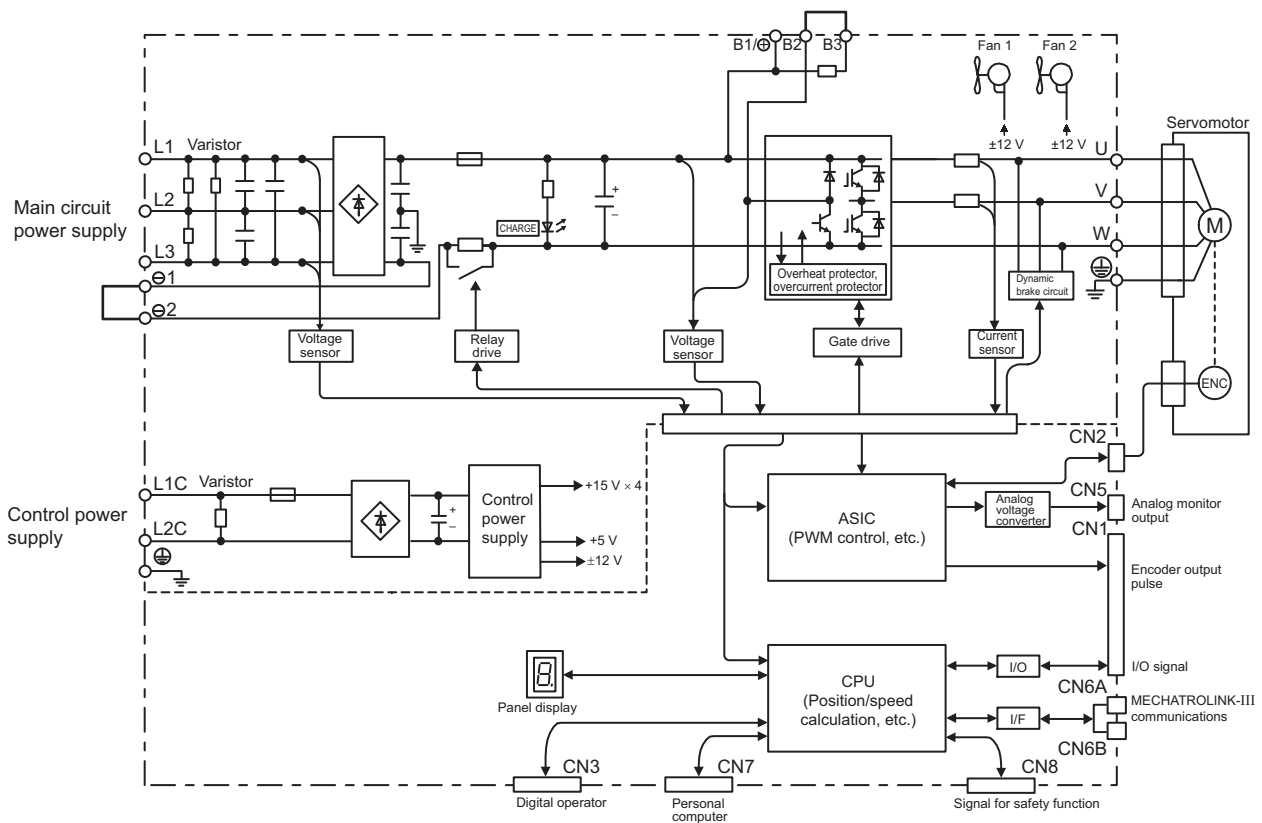 B1/⊕ B2 B3
Fan 1
Fan 2
±12 V
±12 V
Servomotor
Main circuit
power supply
L1
Varistor
L2
L3
⊖1
⊖2
CHARGE
+
–
Overheat protector,
overcurrent protector
U
V
W
M
Dynamic
brake circuit
Voltage
sensor
Relay
drive
Voltage
sensor
Gate drive
Current
sensor
ENC
Control power
supply
L1C
Varistor
L2C
+
–
Control
power
supply
+15 V × 4
+5 V
±12 V
ASIC
(PWM control, etc.)
Analog
voltage
converter
CN2
CN5
Analog monitor
output
CN1
Encoder output
pulse
I/O
I/O signal
CPU
(Position/speed
calculation, etc.)
I/F
CN6A
MECHATROLINK-III
communications
CN6B
8.
Panel display
CN3
Digital operator
CN7
Personal
computer
CN8
Signal for safety function